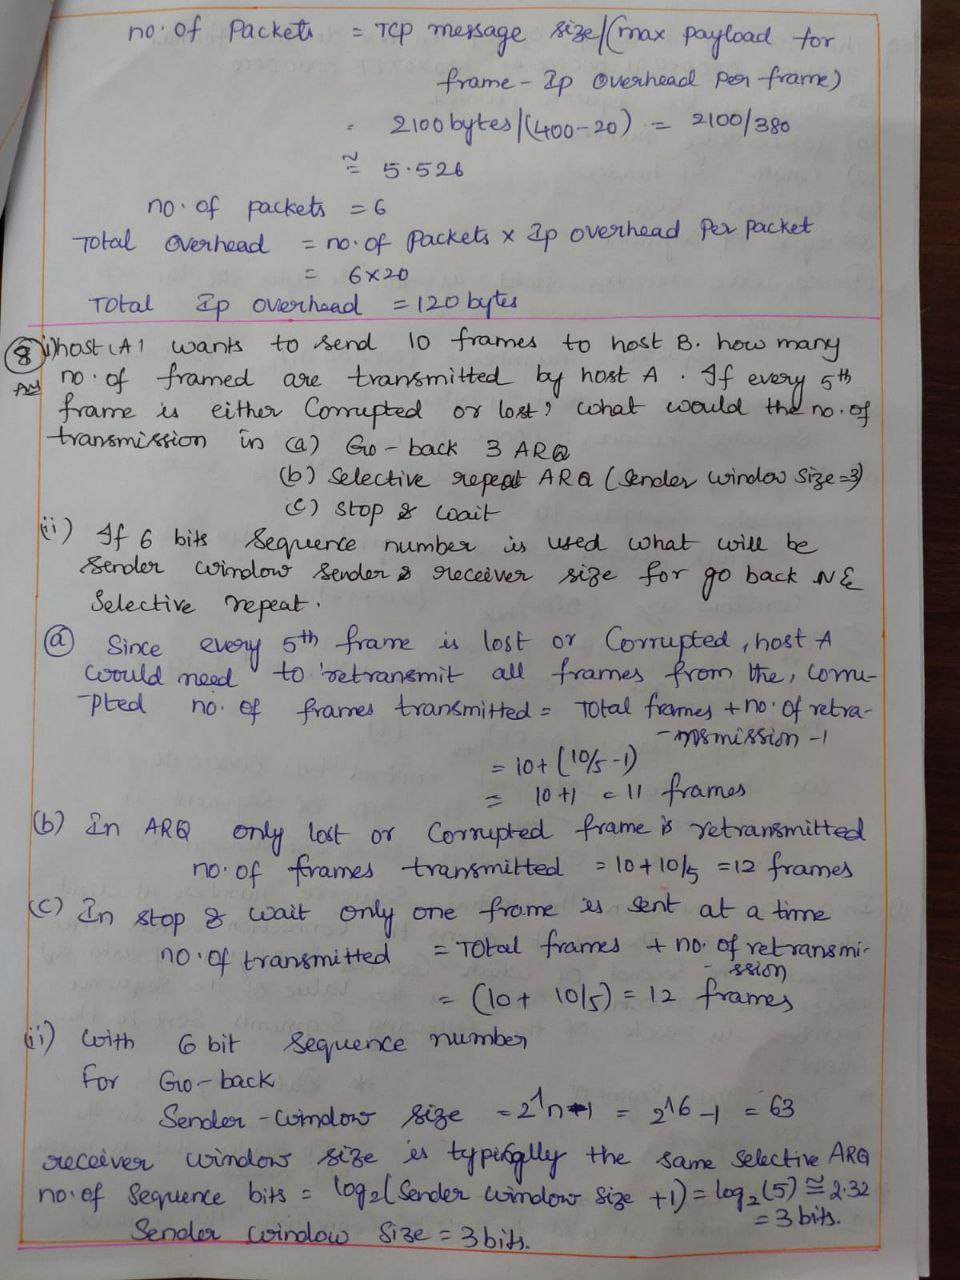 no. of Packets = TCP message size/(max payload for
frame - Ip overhead per frame)
= 2100 bytes/(400-20) = 2100/380
≅ 5.526
no. of packets = 6
Total overhead = no. of Packets x Ip overhead Per packet
= 6x20
Total Ip overhead = 120 bytes
8 i) host 'A' wants to send 10 frames to host B. how many
Ans no. of framed are transmitted by host A. If every 5th
frame is either Corrupted or lost, what would the no. of
transmission in (a) Go-back 3 ARQ
(b) Selective repeat ARQ (sender window size=3)
(c) stop & wait
(ii) If 6 bits sequence number is used what will be
sender window sender & receiver size for go back N &
Selective repeat.
(a) Since every 5th frame is lost or Corrupted, host A
would need to retransmit all frames from the, corru-
-pted no. of frames transmitted = Total frames + no. of retra-
-nsmission -1
= 10+(10/5-1)
= 10+1 = 11 frames
(b) In ARQ only lost or Corrupted frame is retransmitted
no. of frames transmitted = 10+10/5 = 12 frames
(c) In stop & wait only one frame is sent at a time
no. of transmitted = Total frames + no. of retransmi-
-ssion
= (10+ 10/5) = 12 frames
ii) with 6 bit sequence number
for Go-back
Sender-window size = 2^n-1 = 2^6-1 = 63
receiver window size is typically the same selective ARQ
no. of sequence bits = log2(sender window size +1) = log2(5) ≅ 2.32
= 3 bits.
Sender window size = 3 bits.